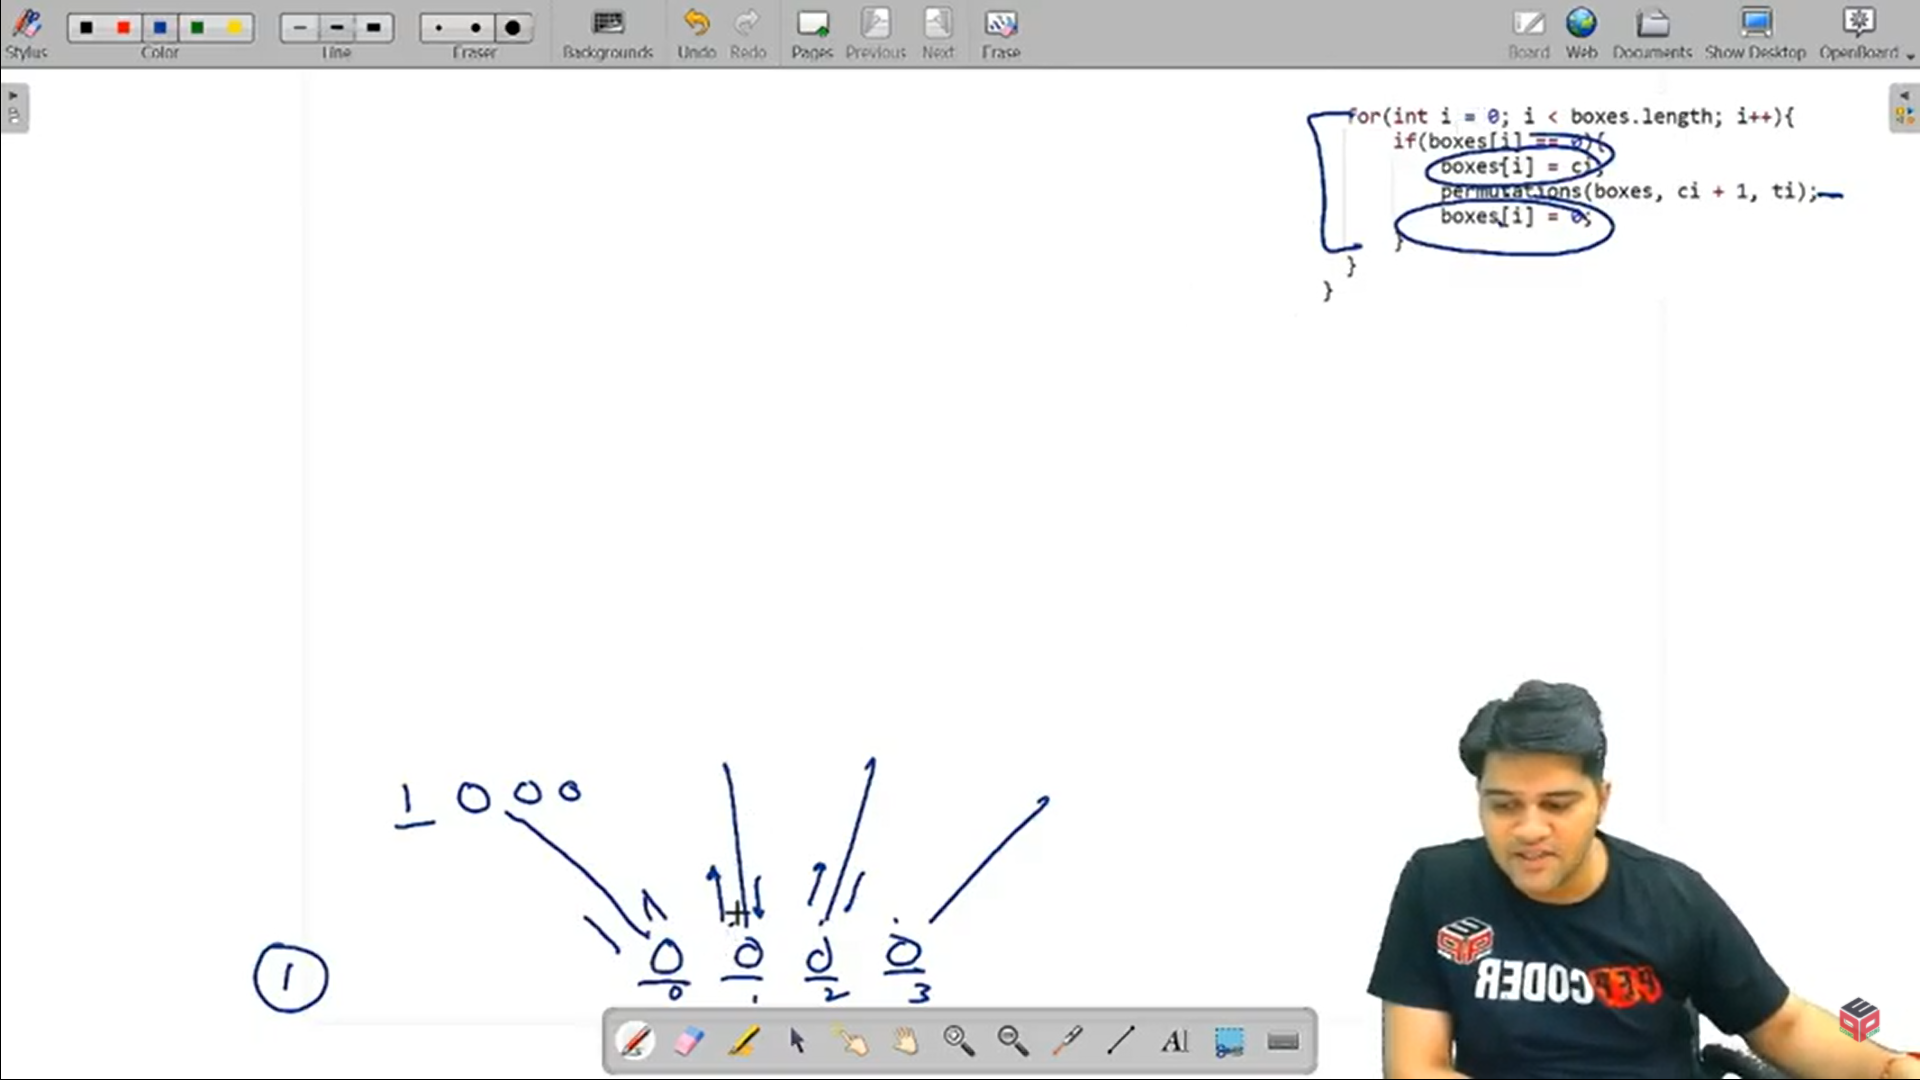 Stylus Color Line Eraser Backgrounds Undo Redo Pages Previous Next Erase Board Web Documents Show Desktop OpenBoard
for(int i = 0; i < boxes.length; i++){
if(boxes[i] == 0){
boxes[i] = ci;
permutations(boxes, ci + 1, ti);
boxes[i] = 0;
}
}
}
1 0 0 0
0 0 0 0
0 1 2 3
1
AI
PEPCODER